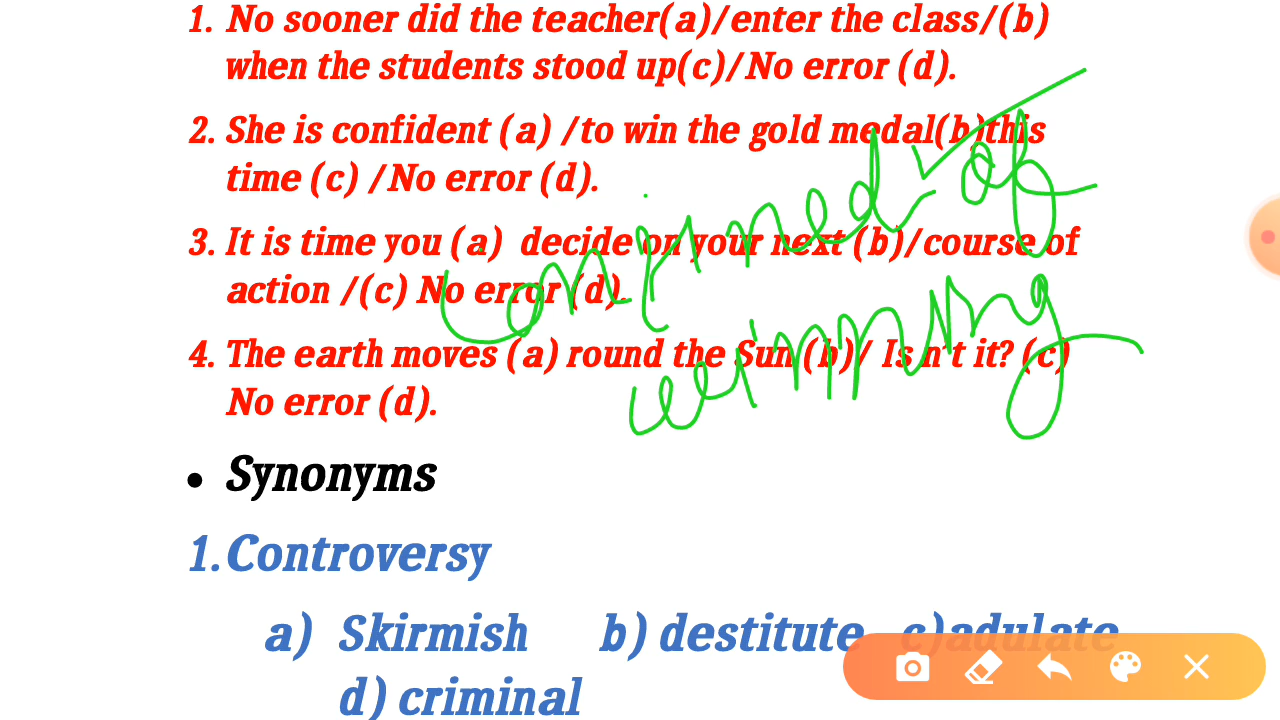 1. No sooner did the teacher(a)/enter the class/(b)
when the students stood up(c)/No error (d).
2. She is confident (a) /to win the gold medal(b)this
time (c) /No error (d).
3. It is time you (a) decide on your next (b)/course of
action /(c) No error (d).
4. The earth moves (a) round the Sun(b)/ Is n't it? (c)
No error (d).
of
winning
• Synonyms
1.Controversy
a) Skirmish b) destitute c)adulate
d) criminal